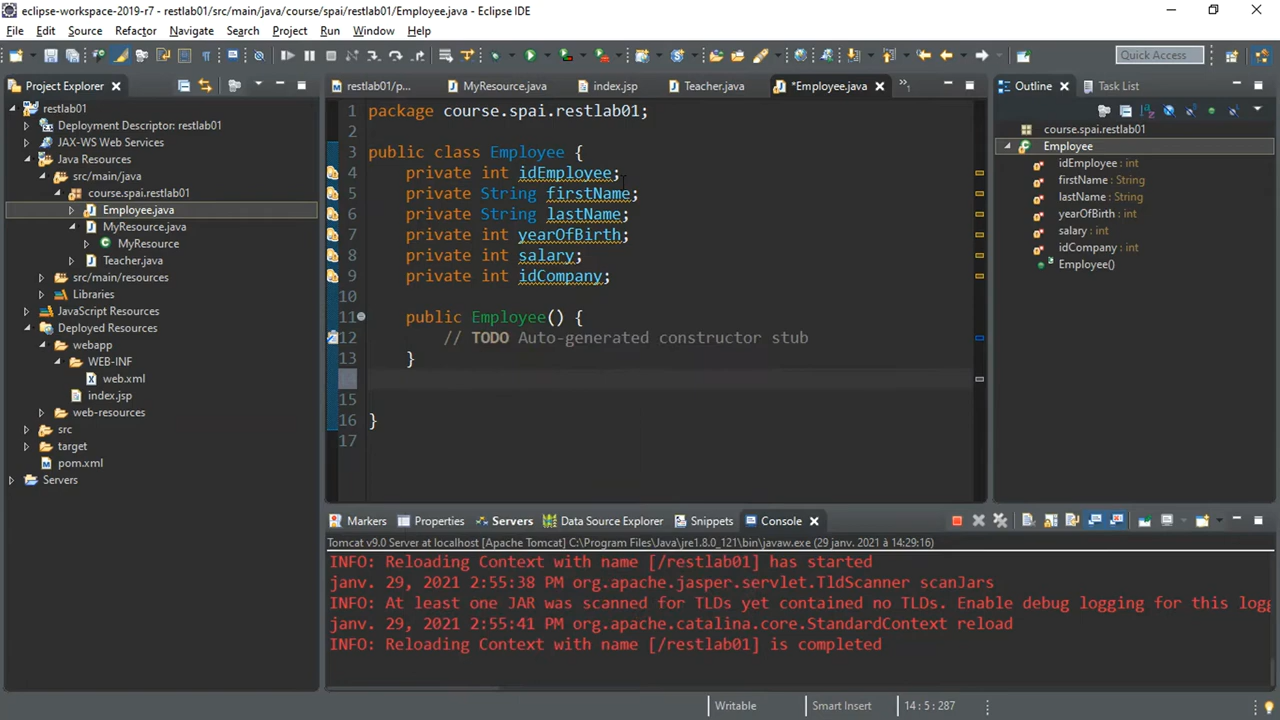 eclipse-workspace-2019-r7 - restlab01/src/main/java/course/spai/restlab01/Employee.java - Eclipse IDE
File Edit Source Refactor Navigate Search Project Run Window Help
Quick Access
Project Explorer
restlab01
Deployment Descriptor: restlab01
JAX-WS Web Services
Java Resources
src/main/java
course.spai.restlab01
Employee.java
MyResource.java
MyResource
Teacher.java
src/main/resources
Libraries
JavaScript Resources
Deployed Resources
webapp
WEB-INF
web.xml
index.jsp
web-resources
src
target
pom.xml
Servers
restlab01/p... MyResource.java index.jsp Teacher.java *Employee.java
1 package course.spai.restlab01;
2
3 public class Employee {
4 private int idEmployee;
5 private String firstName;
6 private String lastName;
7 private int yearOfBirth;
8 private int salary;
9 private int idCompany;
10
11 public Employee() {
12 // TODO Auto-generated constructor stub
13 }
15
16 }
17
Outline Task List
course.spai.restlab01
Employee
idEmployee : int
firstName : String
lastName : String
yearOfBirth : int
salary : int
idCompany : int
Employee()
Markers Properties Servers Data Source Explorer Snippets Console
Tomcat v9.0 Server at localhost [Apache Tomcat] C:\Program Files\Java\jre1.8.0_121\bin\javaw.exe (29 janv. 2021 à 14:29:16)
INFO: Reloading Context with name [/restlab01] has started
janv. 29, 2021 2:55:38 PM org.apache.jasper.servlet.TldScanner scanJars
INFO: At least one JAR was scanned for TLDs yet contained no TLDs. Enable debug logging for this logg
janv. 29, 2021 2:55:41 PM org.apache.catalina.core.StandardContext reload
INFO: Reloading Context with name [/restlab01] is completed
Writable Smart Insert 14 : 5 : 287